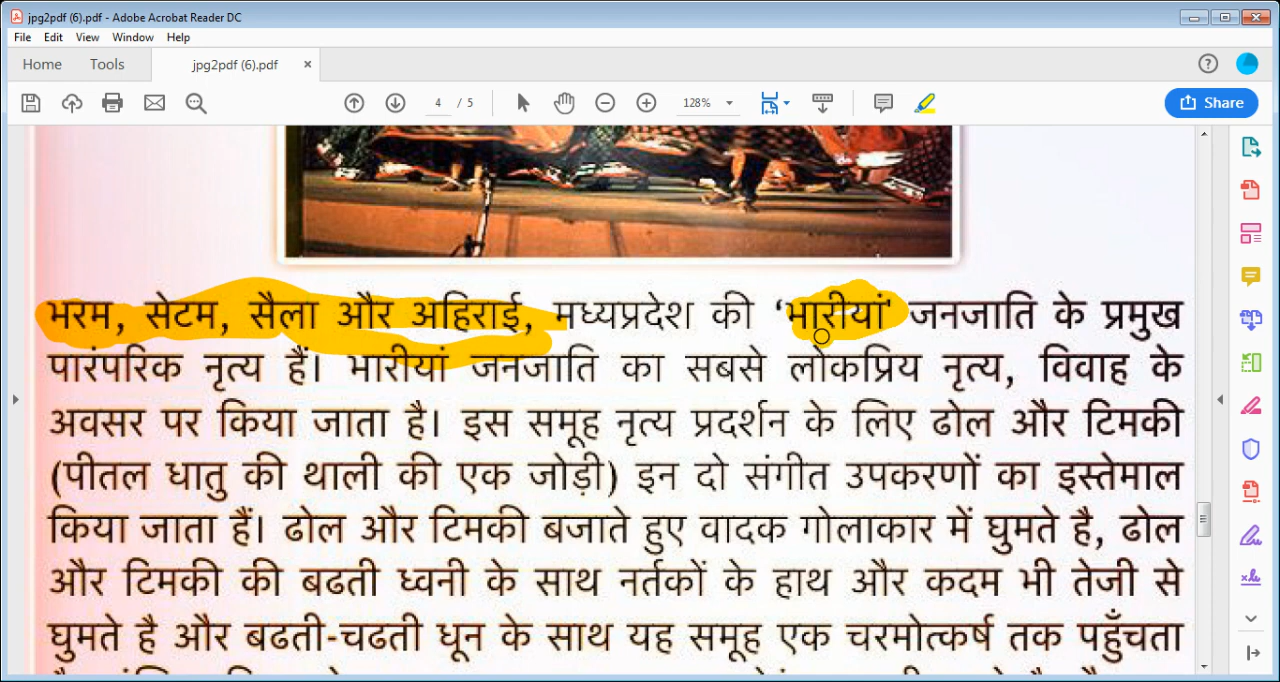 jpg2pdf (6).pdf - Adobe Acrobat Reader DC
File Edit View Window Help
Home Tools jpg2pdf (6).pdf ×
4 / 5 128% Share
भरम, सेटम, सैला और अहिराई, मध्यप्रदेश की ‘भारीयां' जनजाति के प्रमुख
पारंपरिक नृत्य हैं। भारीयां जनजाति का सबसे लोकप्रिय नृत्य, विवाह के
अवसर पर किया जाता है। इस समूह नृत्य प्रदर्शन के लिए ढोल और टिमकी
(पीतल धातु की थाली की एक जोड़ी) इन दो संगीत उपकरणों का इस्तेमाल
किया जाता हैं। ढोल और टिमकी बजाते हुए वादक गोलाकार में घुमते है, ढोल
और टिमकी की बढती ध्वनी के साथ नर्तकों के हाथ और कदम भी तेजी से
घुमते है और बढती-चढती धून के साथ यह समूह एक चरमोत्कर्ष तक पहुँचता